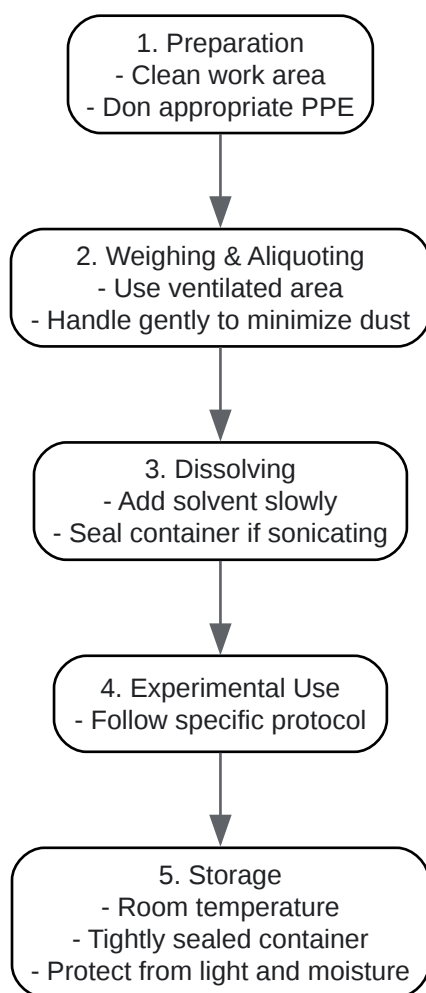 1. Preparation
- Clean work area
- Don appropriate PPE
2. Weighing & Aliquoting
- Use ventilated area
- Handle gently to minimize dust
3. Dissolving
- Add solvent slowly
- Seal container if sonicating
4. Experimental Use
- Follow specific protocol
5. Storage
- Room temperature
- Tightly sealed container
- Protect from light and moisture